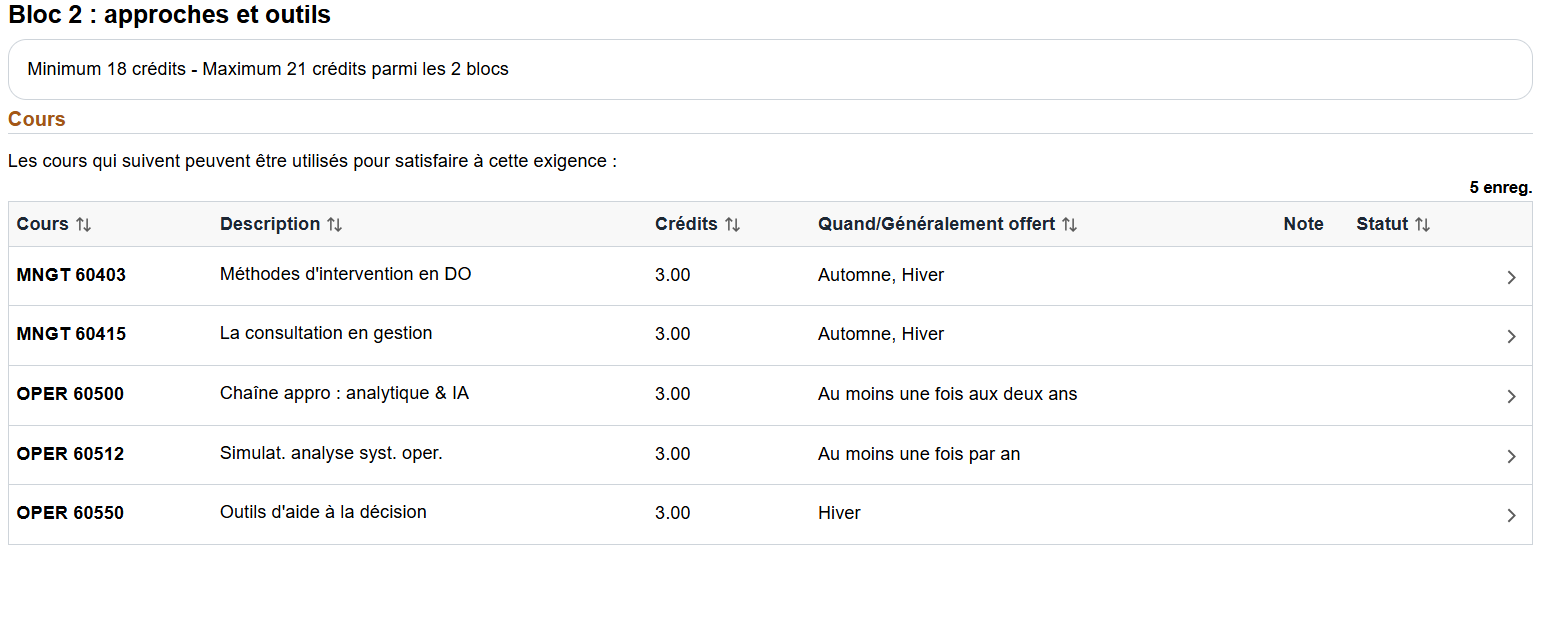 Bloc 2 : approches et outils
Minimum 18 crédits - Maximum 21 crédits parmi les 2 blocs
Cours
Les cours qui suivent peuvent être utilisés pour satisfaire à cette exigence :
5 enreg.
Cours Description Crédits Quand/Généralement offert Note Statut
MNGT 60403 Méthodes d'intervention en DO 3.00 Automne, Hiver
MNGT 60415 La consultation en gestion 3.00 Automne, Hiver
OPER 60500 Chaîne appro : analytique & IA 3.00 Au moins une fois aux deux ans
OPER 60512 Simulat. analyse syst. oper. 3.00 Au moins une fois par an
OPER 60550 Outils d'aide à la décision 3.00 Hiver